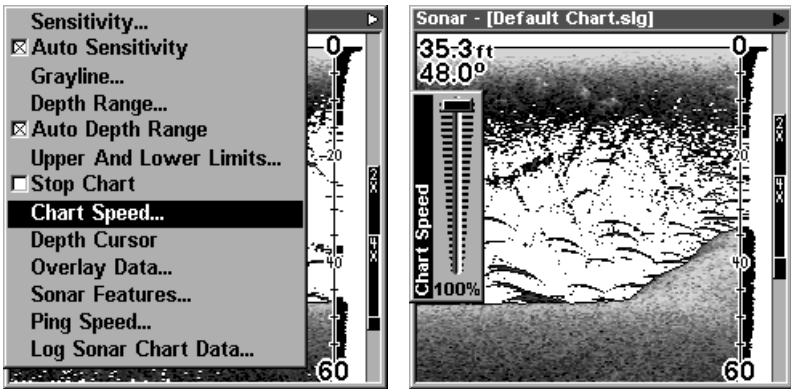 Sensitivity...
Auto Sensitivity
Grayline...
Depth Range...
Auto Depth Range
Upper And Lower Limits...
Stop Chart
Chart Speed...
Depth Cursor
Overlay Data...
Sonar Features...
Ping Speed...
Log Sonar Chart Data...
0
20
40
60
2X
4X
Sonar - [Default Chart.slg]
35.3 ft
48.0º
Chart Speed
100%
0
20
40
60
2X
4X